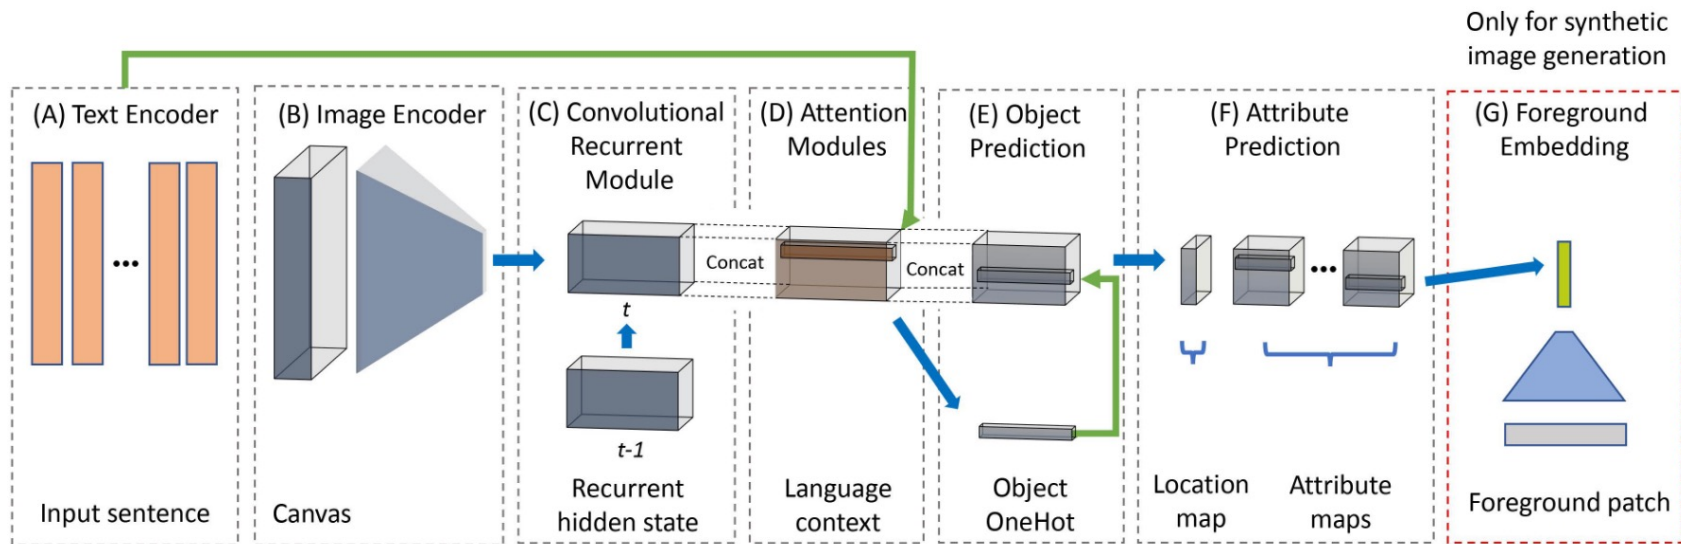 Only for synthetic
image generation
(A) Text Encoder
•••
Input sentence
(B) Image Encoder
Canvas
(C) Convolutional
Recurrent
Module
t
t-1
Recurrent
hidden state
Concat
(D) Attention
Modules
Language
context
Concat
(E) Object
Prediction
Object
OneHot
(F) Attribute
Prediction
•••
Location
map
Attribute
maps
(G) Foreground
Embedding
Foreground patch